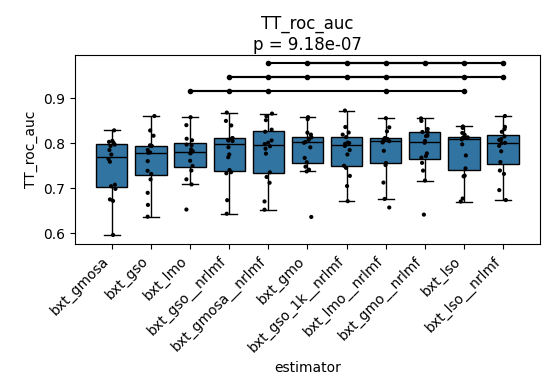 TT_roc_auc
p = 9.18e-07
TT_roc_auc
0.9
0.8
0.7
0.6
bxt_gmosa
bxt_gso
bxt_lmo
bxt_gso__nrlmf
bxt_gmosa__nrlmf
bxt_gmo
bxt_gso_1k__nrlmf
bxt_lmo__nrlmf
bxt_gmo__nrlmf
bxt_lso
bxt_lso__nrlmf
estimator